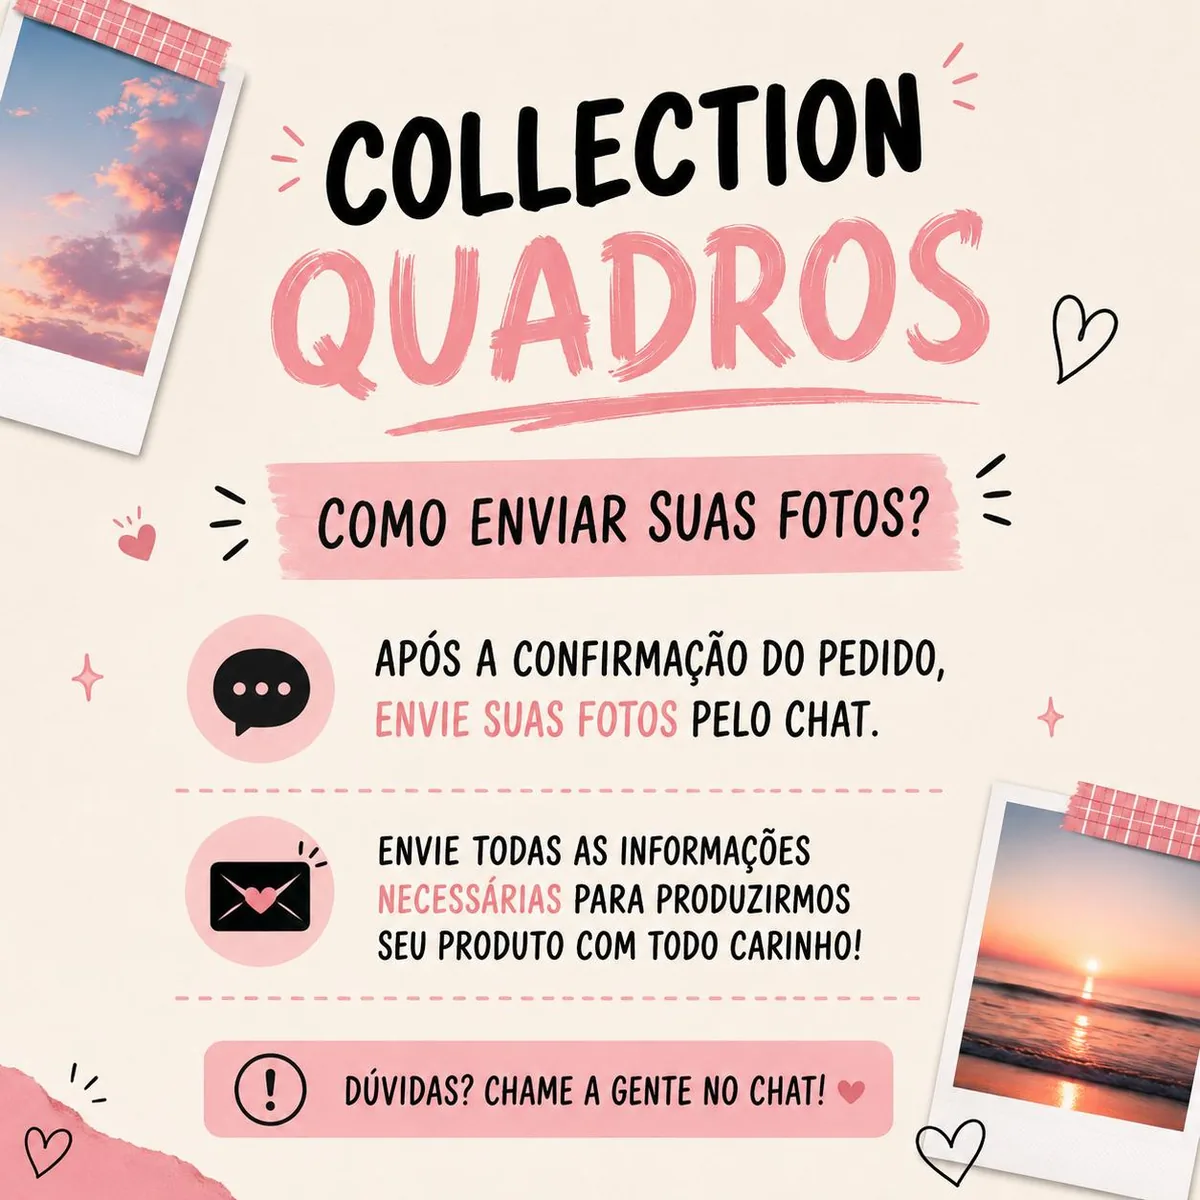 COLLECTION
QUADROS
COMO ENVIAR SUAS FOTOS?
APÓS A CONFIRMAÇÃO DO PEDIDO,
ENVIE SUAS FOTOS PELO CHAT.
ENVIE TODAS AS INFORMAÇÕES
NECESSÁRIAS PARA PRODUZIRMOS
SEU PRODUTO COM TODO CARINHO!
DÚVIDAS? CHAME A GENTE NO CHAT!